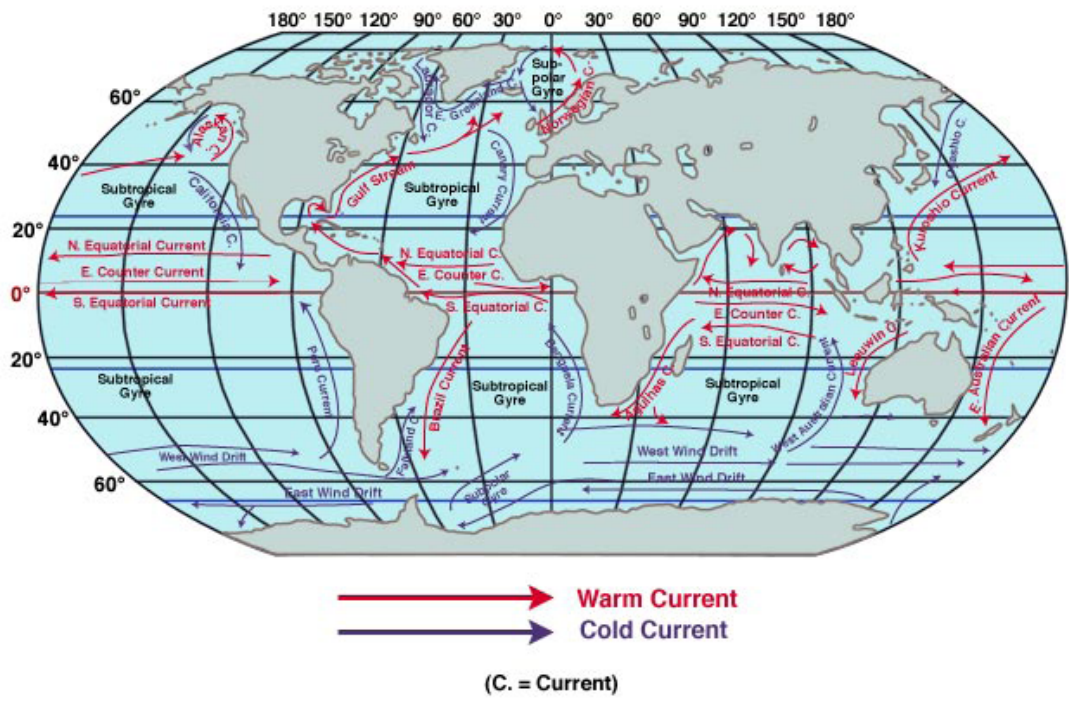 180° 150° 120° 90° 60° 30° 0° 30° 60° 90° 120° 150° 180°
60°
40°
20°
0°
20°
40°
60°
Sub-
polar
Gyre
Labrador C.
E. Greenland C.
Norwegian C.
Alaskan C.
Oyashio C.
Canary Current
Gulf Stream
Subtropical
Gyre
Subtropical
Gyre
California C.
Kuroshio Current
N. Equatorial Current
N. Equatorial C.
E. Counter Current
E. Counter C.
N. Equatorial C.
S. Equatorial Current
S. Equatorial C.
E. Counter C.
S. Equatorial C.
Peru Current
Brazil Current
Benguela Current
Agulhas C.
Leeuwin C.
E. Australian Current
West Australian Current
Subtropical
Gyre
Subtropical
Gyre
Subtropical
Gyre
Falkland C.
West Wind Drift
West Wind Drift
East Wind Drift
East Wind Drift
Subpolar
Gyre
Warm Current
Cold Current
(C. = Current)